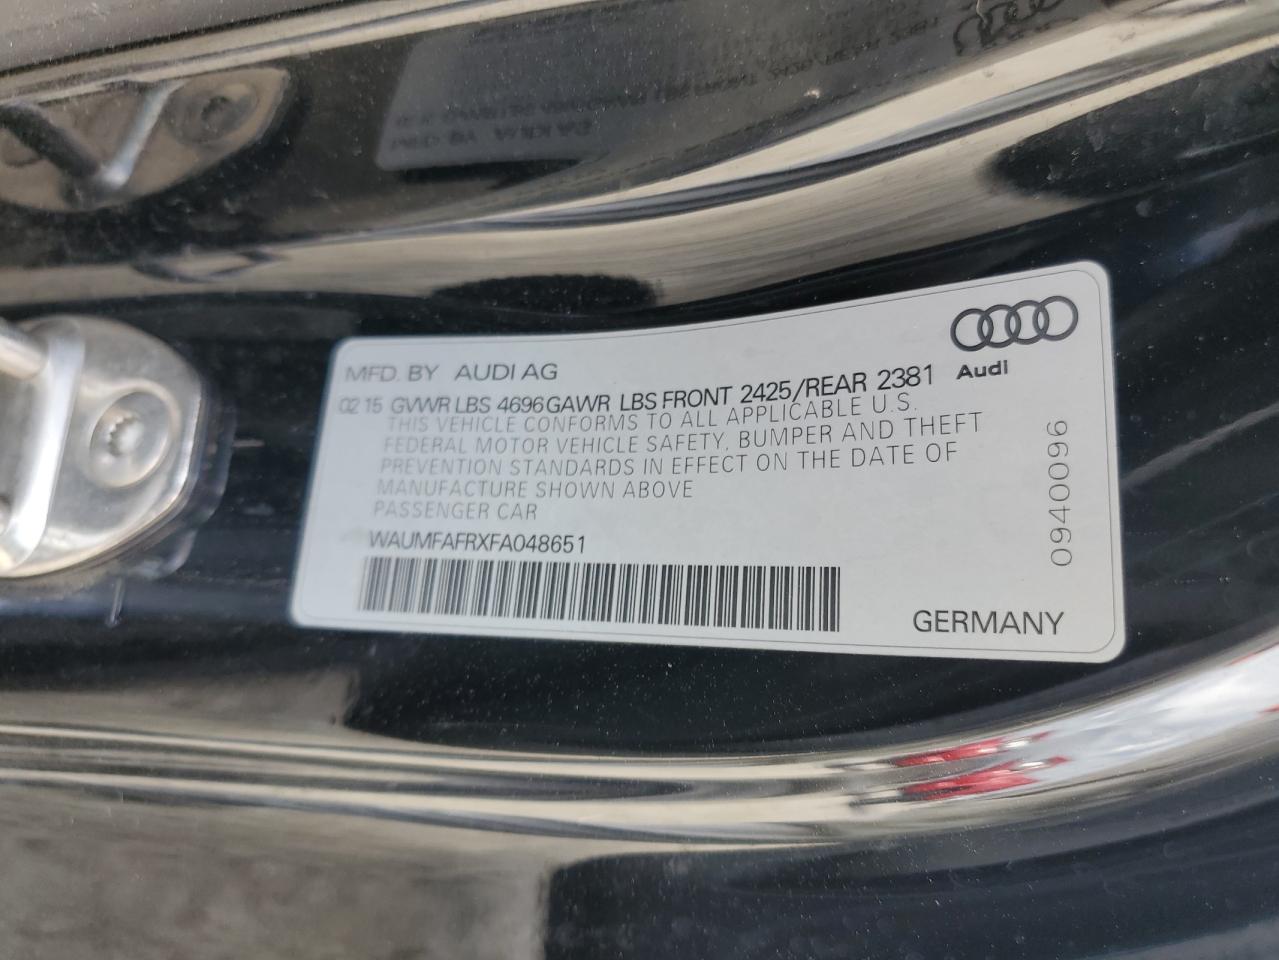 Audi
MFD. BY AUDI AG
02 15 GVWR LBS 4696 GAWR LBS FRONT 2425/REAR 2381
THIS VEHICLE CONFORMS TO ALL APPLICABLE U.S.
FEDERAL MOTOR VEHICLE SAFETY, BUMPER AND THEFT
PREVENTION STANDARDS IN EFFECT ON THE DATE OF
MANUFACTURE SHOWN ABOVE
PASSENGER CAR
WAUMFAFRXFA048651
0940096
GERMANY